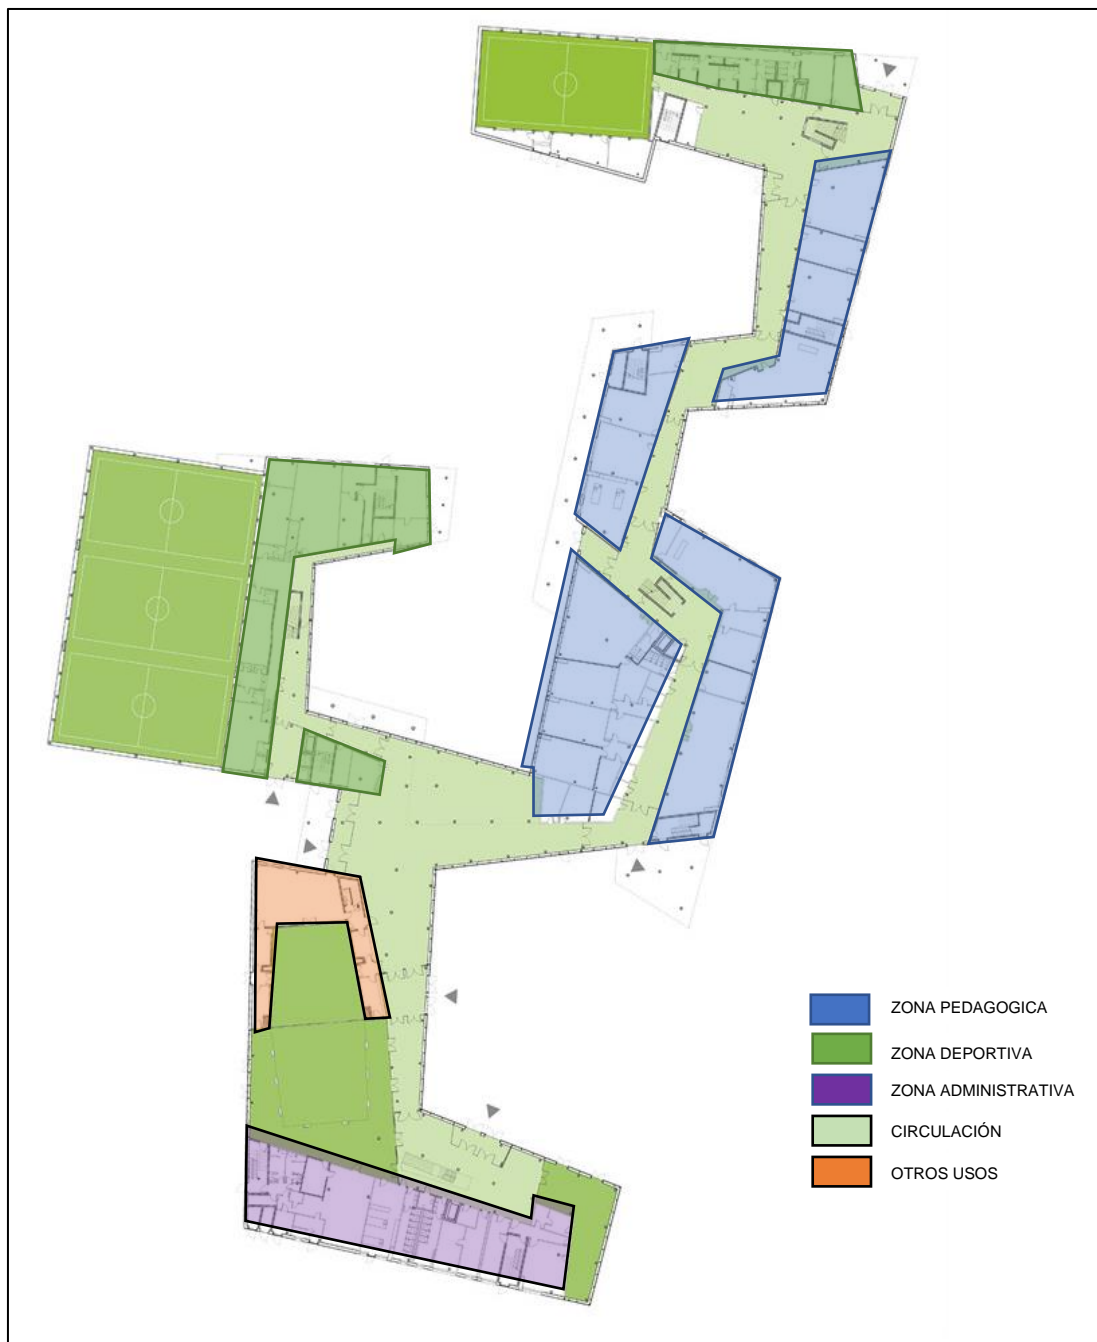 ZONA PEDAGOGICA
ZONA DEPORTIVA
ZONA ADMINISTRATIVA
CIRCULACIÓN
OTROS USOS